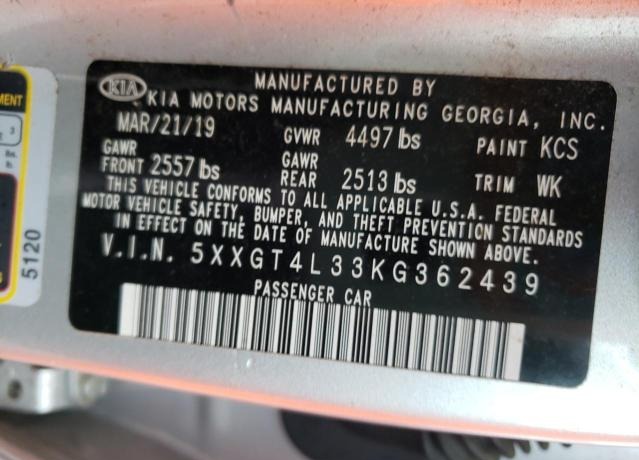 MENT
3
5120
KIA
MANUFACTURED BY
KIA MOTORS MANUFACTURING GEORGIA, INC.
MAR/21/19 GVWR 4497 lbs PAINT KCS
GAWR GAWR
FRONT 2557 lbs REAR 2513 lbs TRIM WK
THIS VEHICLE CONFORMS TO ALL APPLICABLE U.S.A. FEDERAL
MOTOR VEHICLE SAFETY, BUMPER, AND THEFT PREVENTION STANDARDS
IN EFFECT ON THE DATE OF MANUFACTURE SHOWN ABOVE.
V.I.N. 5XXGT4L33KG362439
PASSENGER CAR